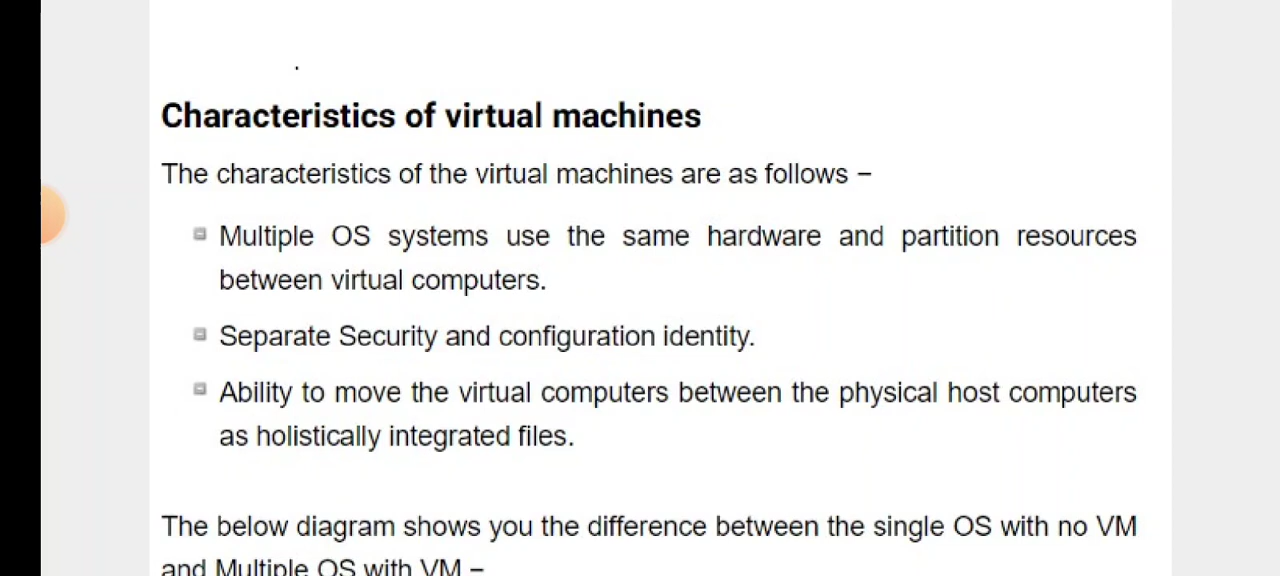 Characteristics of virtual machines
The characteristics of the virtual machines are as follows –
Multiple OS systems use the same hardware and partition resources
between virtual computers.
Separate Security and configuration identity.
Ability to move the virtual computers between the physical host computers
as holistically integrated files.
The below diagram shows you the difference between the single OS with no VM
and Multiple OS with VM –